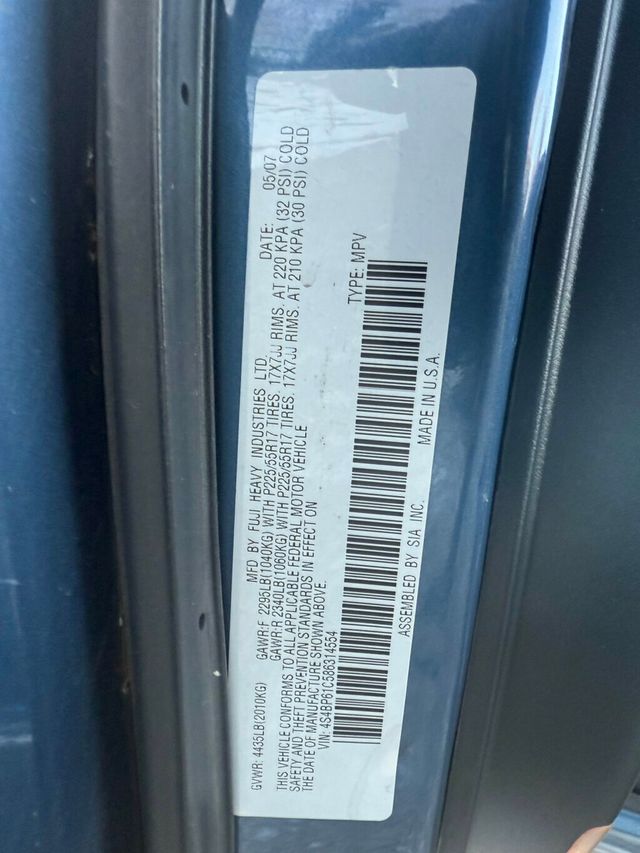 MFD BY FUJI HEAVY INDUSTRIES LTD. DATE: 05/07
GVWR: 4435LB(2010KG) GAWR:F 2295LB(1040KG) WITH P225/55R17 TIRES. 17X7JJ RIMS. AT 220 KPA (32 PSI) COLD
GAWR:R 2340LB(1060KG) WITH P225/55R17 TIRES. 17X7JJ RIMS. AT 210 KPA (30 PSI) COLD
THIS VEHICLE CONFORMS TO ALL APPLICABLE FEDERAL MOTOR VEHICLE
SAFETY AND THEFT PREVENTION STANDARDS IN EFFECT ON
THE DATE OF MANUFACTURE SHOWN ABOVE.
VIN: 4S4BP61C586314554 TYPE: MPV
ASSEMBLED BY SIA INC. MADE IN U.S.A.